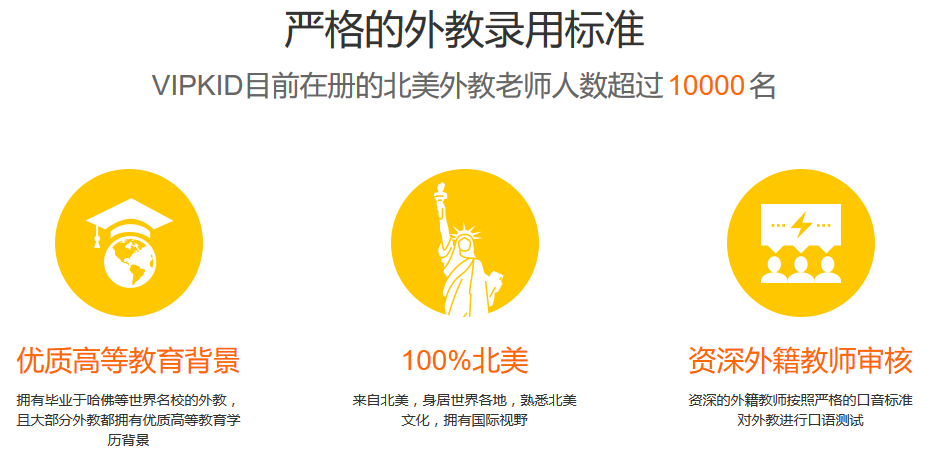 严格的外教录用标准
VIPKID目前在册的北美外教老师人数超过10000名
优质高等教育背景
拥有毕业于哈佛等世界名校的外教，
且大部分外教都拥有优质高等教育学
历背景
100%北美
来自北美，身居世界各地，熟悉北美
文化，拥有国际视野
资深外籍教师审核
资深的外籍教师按照严格的口音标准
对外教进行口语测试